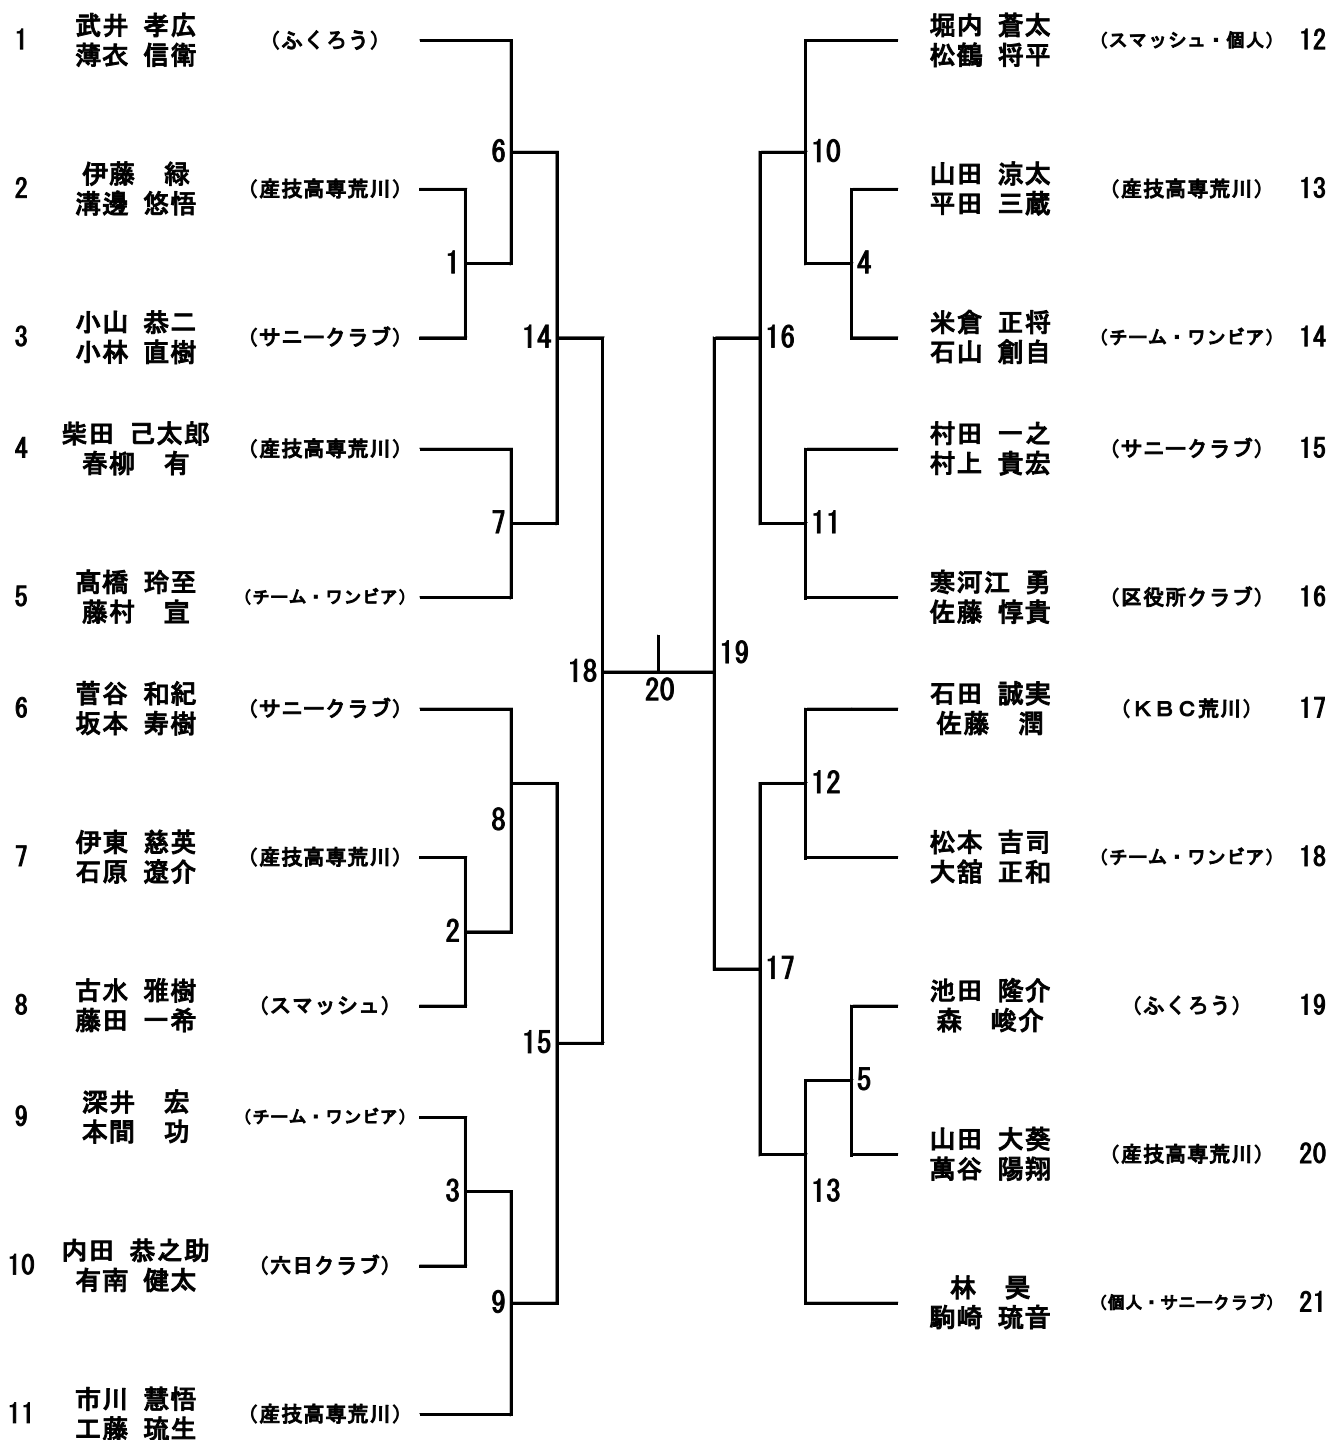 1 武井 孝広 (ふくろう)
薄衣 信衛
2 伊藤 緑 (産技高専荒川)
溝邊 悠悟
3 小山 恭二 (サニークラブ)
小林 直樹
4 柴田 己太郎 (産技高専荒川)
春柳 有
5 髙橋 玲至 (チーム・ワンピア)
藤村 宣
6 菅谷 和紀 (サニークラブ)
坂本 寿樹
7 伊東 慈英 (産技高専荒川)
石原 遼介
8 古水 雅樹 (スマッシュ)
藤田 一希
9 深井 宏 (チーム・ワンピア)
本間 功
10 内田 恭之助 (六日クラブ)
有南 健太
11 市川 慧悟 (産技高専荒川)
工藤 琉生
6
1
14
7
18
8
2
15
3
9
20
19
10
4
16
11
12
17
5
13
堀内 蒼太 (スマッシュ・個人) 12
松鶴 将平
山田 涼太 (産技高専荒川) 13
平田 三蔵
米倉 正将 (チーム・ワンピア) 14
石山 創自
村田 一之 (サニークラブ) 15
村上 貴宏
寒河江 勇 (区役所クラブ) 16
佐藤 惇貴
石田 誠実 (KBC荒川) 17
佐藤 潤
松本 吉司 (チーム・ワンピア) 18
大舘 正和
池田 隆介 (ふくろう) 19
森 峻介
山田 大葵 (産技高専荒川) 20
萬谷 陽翔
林 昊 (個人・サニークラブ) 21
駒崎 琉音